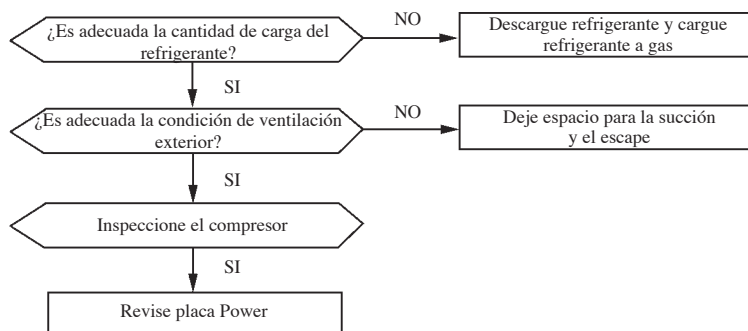 ¿Es adecuada la cantidad de carga del
refrigerante?
NO
Descargue refrigerante y cargue
refrigerante a gas
SI
¿Es adecuada la condición de ventilación
exterior?
NO
Deje espacio para la succión
y el escape
SI
Inspeccione el compresor
SI
Revise placa Power